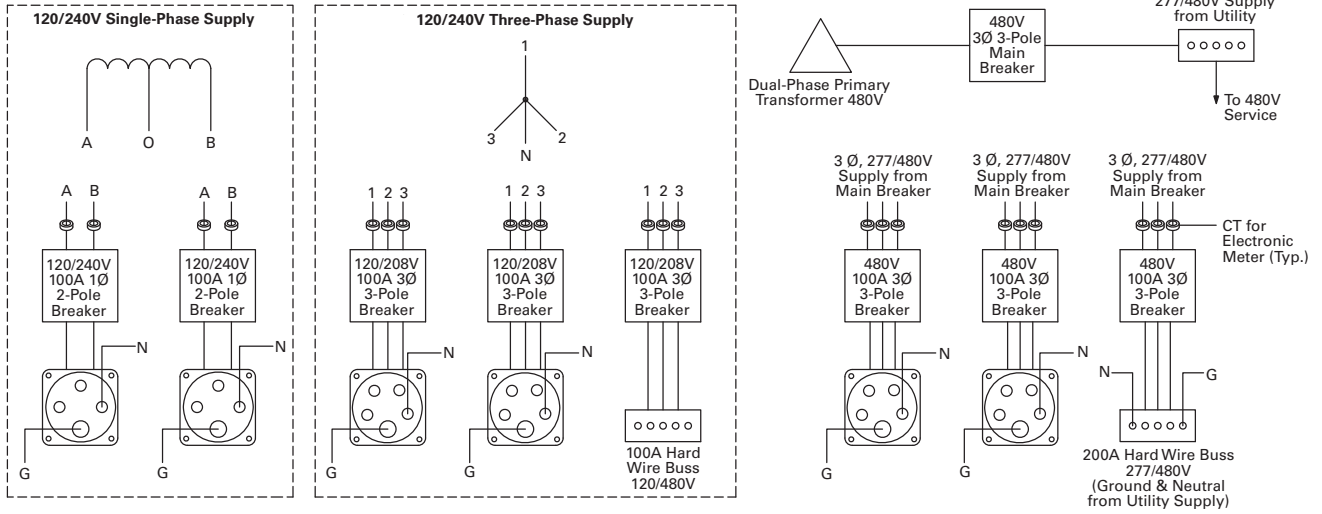 120/240V Single-Phase Supply
A
O
B
A B
A B
120/240V
100A 1Ø
2-Pole
Breaker
120/240V
100A 1Ø
2-Pole
Breaker
N
N
G
G
120/240V Three-Phase Supply
1
3
2
N
1 2 3
1 2 3
1 2 3
120/208V
100A 3Ø
3-Pole
Breaker
120/208V
100A 3Ø
3-Pole
Breaker
120/208V
100A 3Ø
3-Pole
Breaker
N
N
G
G
100A Hard
Wire Buss
120/480V
Dual-Phase Primary
Transformer 480V
480V
3Ø 3-Pole
Main
Breaker
277/480V Supply
from Utility
To 480V
Service
3 Ø, 277/480V
Supply from
Main Breaker
3 Ø, 277/480V
Supply from
Main Breaker
3 Ø, 277/480V
Supply from
Main Breaker
CT for
Electronic
Meter (Typ.)
480V
100A 3Ø
3-Pole
Breaker
480V
100A 3Ø
3-Pole
Breaker
480V
100A 3Ø
3-Pole
Breaker
N
N
N
G
G
G
200A Hard Wire Buss
277/480V
(Ground & Neutral
from Utility Supply)